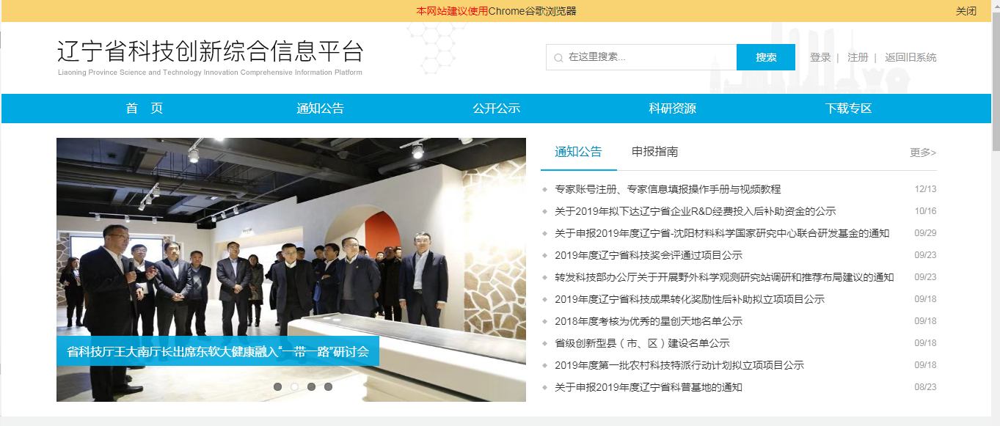 本网站建议使用Chrome谷歌浏览器
关闭
辽宁省科技创新综合信息平台
Liaoning Province Science and Technology Innovation Comprehensive Information Platform
在这里搜索...
搜索
登录 | 注册 | 返回旧系统
首 页
通知公告
公开公示
科研资源
下载专区
省科技厅王大南厅长出席东软大健康融入“一带一路”研讨会
通知公告
申报指南
更多>
专家账号注册、专家信息填报操作手册与视频教程 12/13
关于2019年拟下达辽宁省企业R&D经费投入后补助资金的公示 10/16
关于申报2019年度辽宁省-沈阳材料科学国家研究中心联合研发基金的通知 09/29
2019年度辽宁省科技奖会评通过项目公示 09/23
转发科技部办公厅关于开展野外科学观测研究站调研和推荐布局建议的通知 09/23
2019年度辽宁省科技成果转化奖励性后补助拟立项项目公示 09/18
2018年度考核为优秀的星创天地名单公示 09/18
省级创新型县（市、区）建设名单公示 09/18
2019年度第一批农村科技特派行动计划拟立项项目公示 09/18
关于申报2019年度辽宁省科普基地的通知 08/23